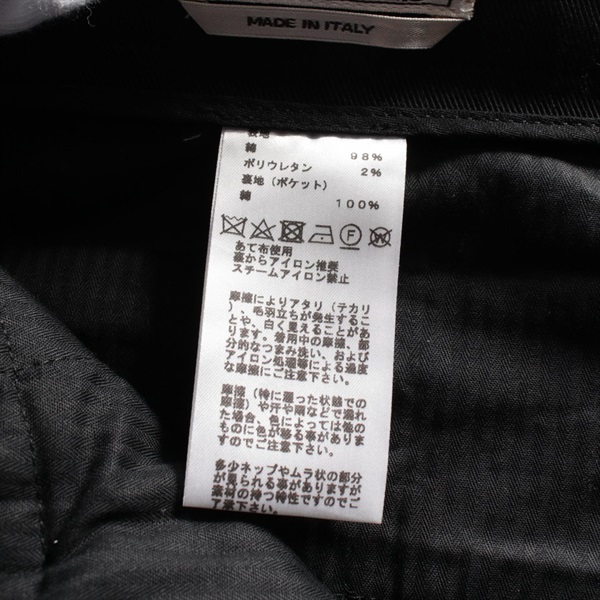 MADE IN ITALY
表地
綿 98%
ポリウレタン 2%
裏地（ポケット）
綿 100%
F W
あて布使用
裏からアイロン推奨
スチームアイロン禁止
摩擦によりアタリ（テカリ
）、毛羽立ちが発生するこ
とや、白く見えることがあ
ります。着用中の摩擦、部
分的なつまみ洗い、および
アイロン処理等による過度
な摩擦にご注意下さい。
摩擦（特に湿った状態での
摩擦）や汗や雨などで濡れ
た場合、色によっては他の
ものに色が移る事がありま
すのでご注意下さい。
多少ネップやムラ状の部分
が見られる事がありますが
素材の持つ特性ですのでご
了承下さい。